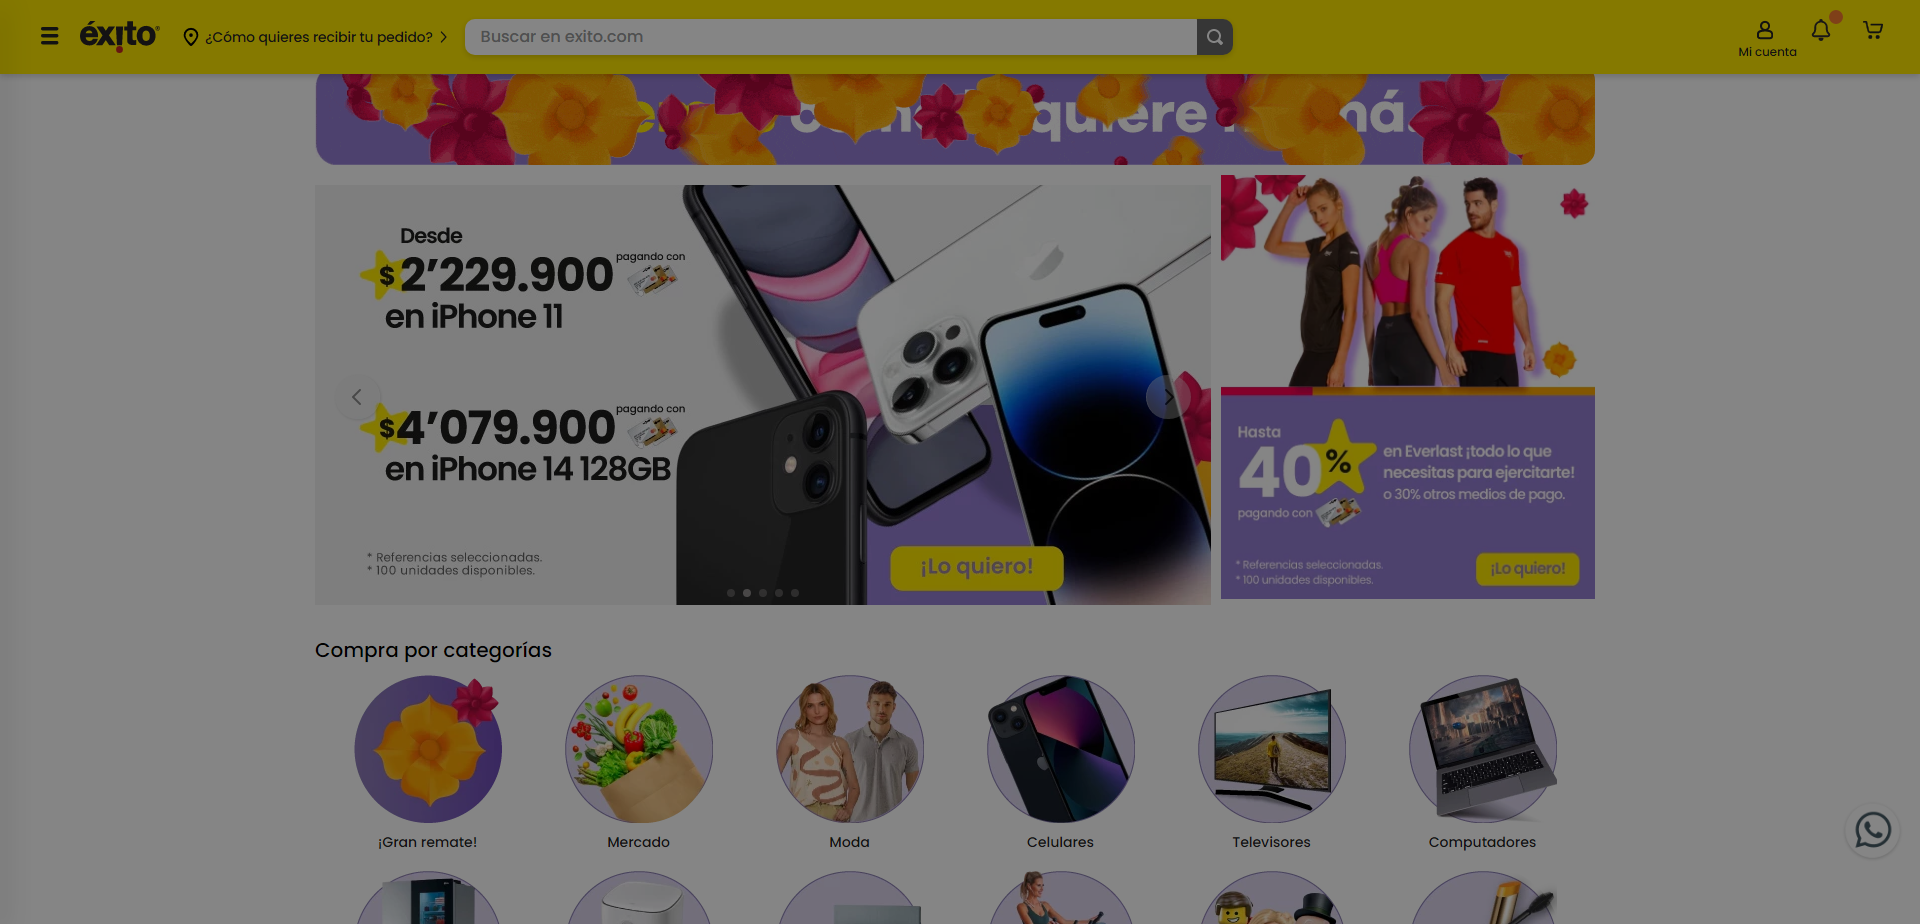 éxito
¿Cómo quieres recibir tu pedido?
Buscar en exito.com
Mi cuenta
quiere
Desde
$2’229.900
pagando con
en iPhone 11
$4’079.900
pagando con
en iPhone 14 128GB
* Referencias seleccionadas.
* 100 unidades disponibles.
¡Lo quiero!
Hasta
40%
pagando con
en Everlast ¡todo lo que
necesitas para ejercitarte!
o 30% otros medios de pago.
* Referencias seleccionadas.
* 100 unidades disponibles.
¡Lo quiero!
Compra por categorías
¡Gran remate!
Mercado
Moda
Celulares
Televisores
Computadores